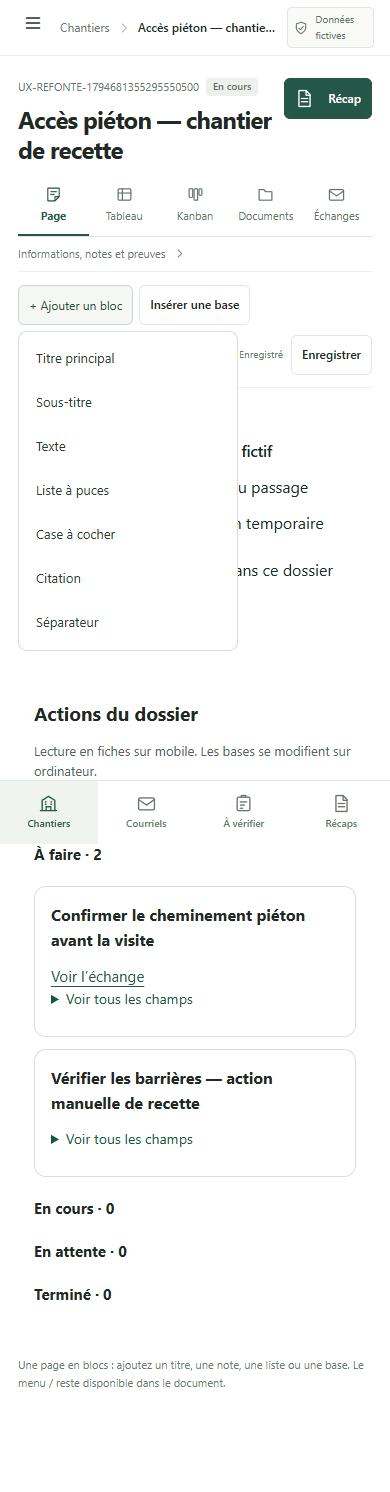 Chantiers
Accès piéton — chantie...
Données
fictives
UX-REFONTE-1794681355295550500
En cours
Récap
Accès piéton — chantier
de recette
Page
Tableau
Kanban
Documents
Échanges
Informations, notes et preuves
+ Ajouter un bloc
Insérer une base
Titre principal
Sous-titre
Texte
Liste à puces
Case à cocher
Citation
Séparateur
Enregistré
Enregistrer
fictif
passage
temporaire
ans ce dossier
Actions du dossier
Lecture en fiches sur mobile. Les bases se modifient sur
ordinateur.
Chantiers
Courriels
À vérifier
Récaps
À faire · 2
Confirmer le cheminement piéton
avant la visite
Voir l'échange
Voir tous les champs
Vérifier les barrières — action
manuelle de recette
Voir tous les champs
En cours · 0
En attente · 0
Terminé · 0
Une page en blocs : ajoutez un titre, une note, une liste ou une base. Le
menu / reste disponible dans le document.